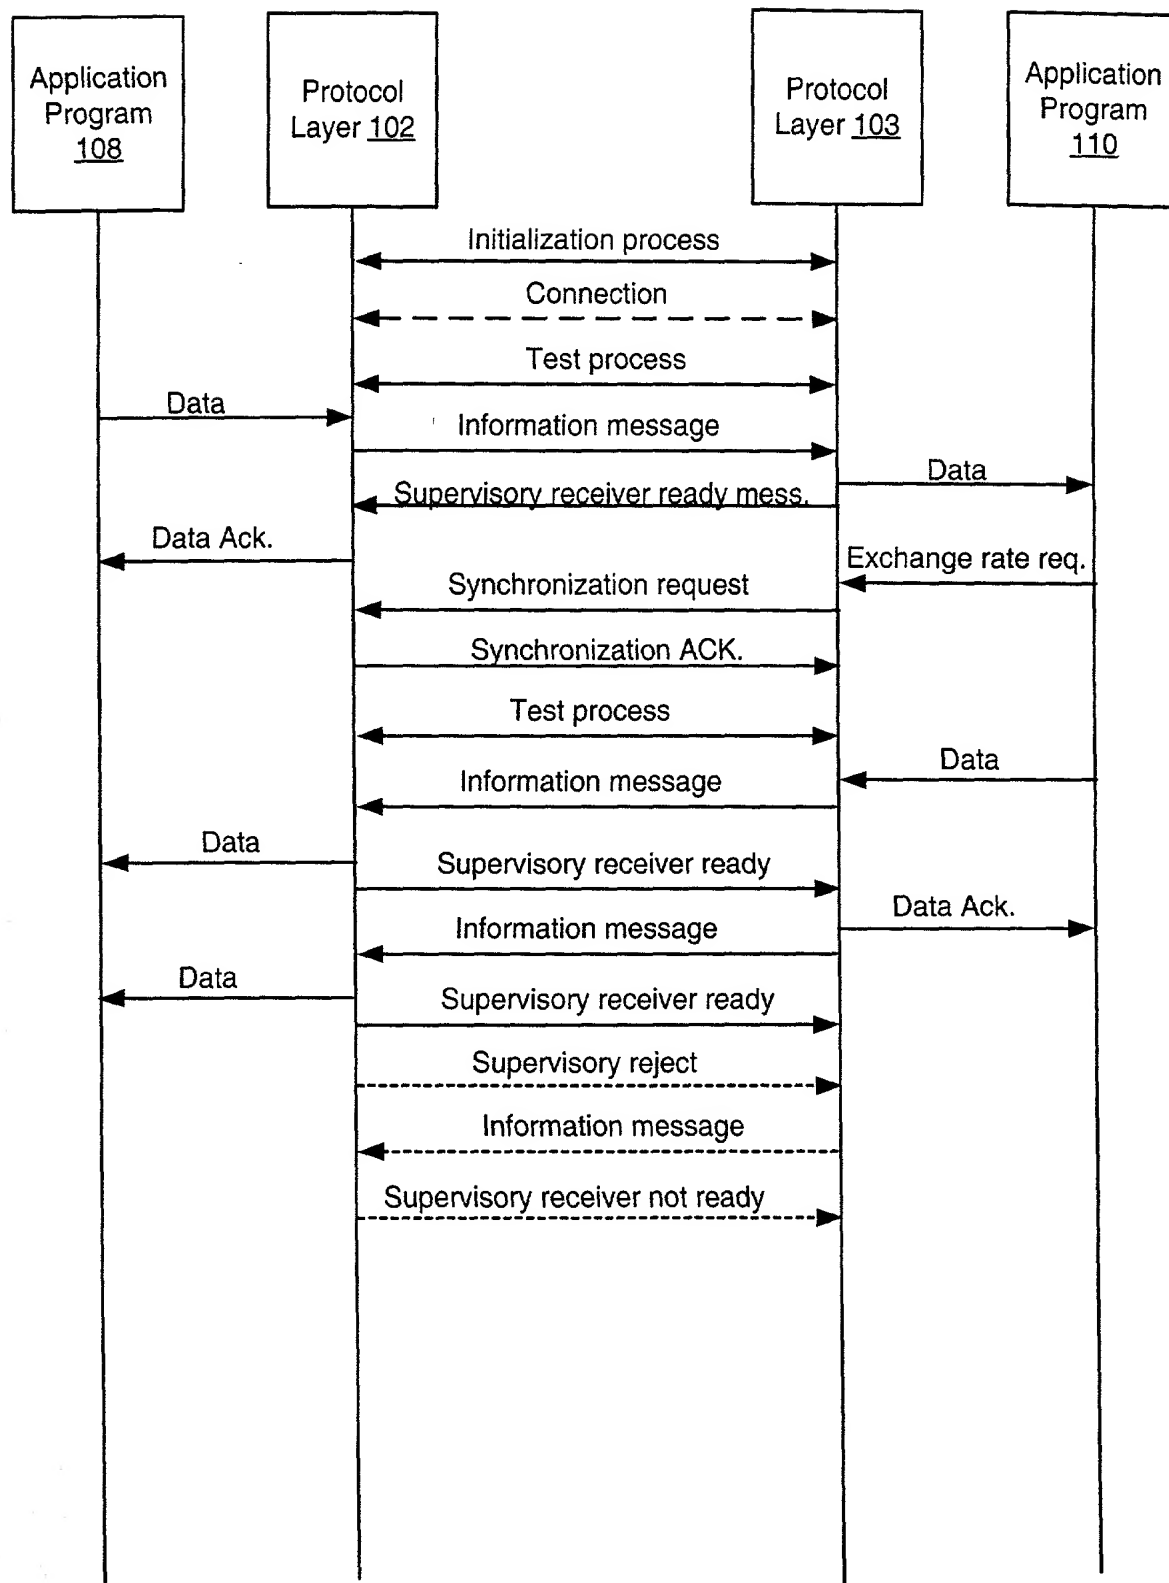 Application
Program
108
Protocol
Layer 102
Protocol
Layer 103
Application
Program
110
Initialization process
Connection
Test process
Data
Information message
Data
Supervisory receiver ready mess.
Data Ack.
Exchange rate req.
Synchronization request
Synchronization ACK.
Test process
Data
Information message
Data
Supervisory receiver ready
Data Ack.
Information message
Data
Supervisory receiver ready
Supervisory reject
Information message
Supervisory receiver not ready